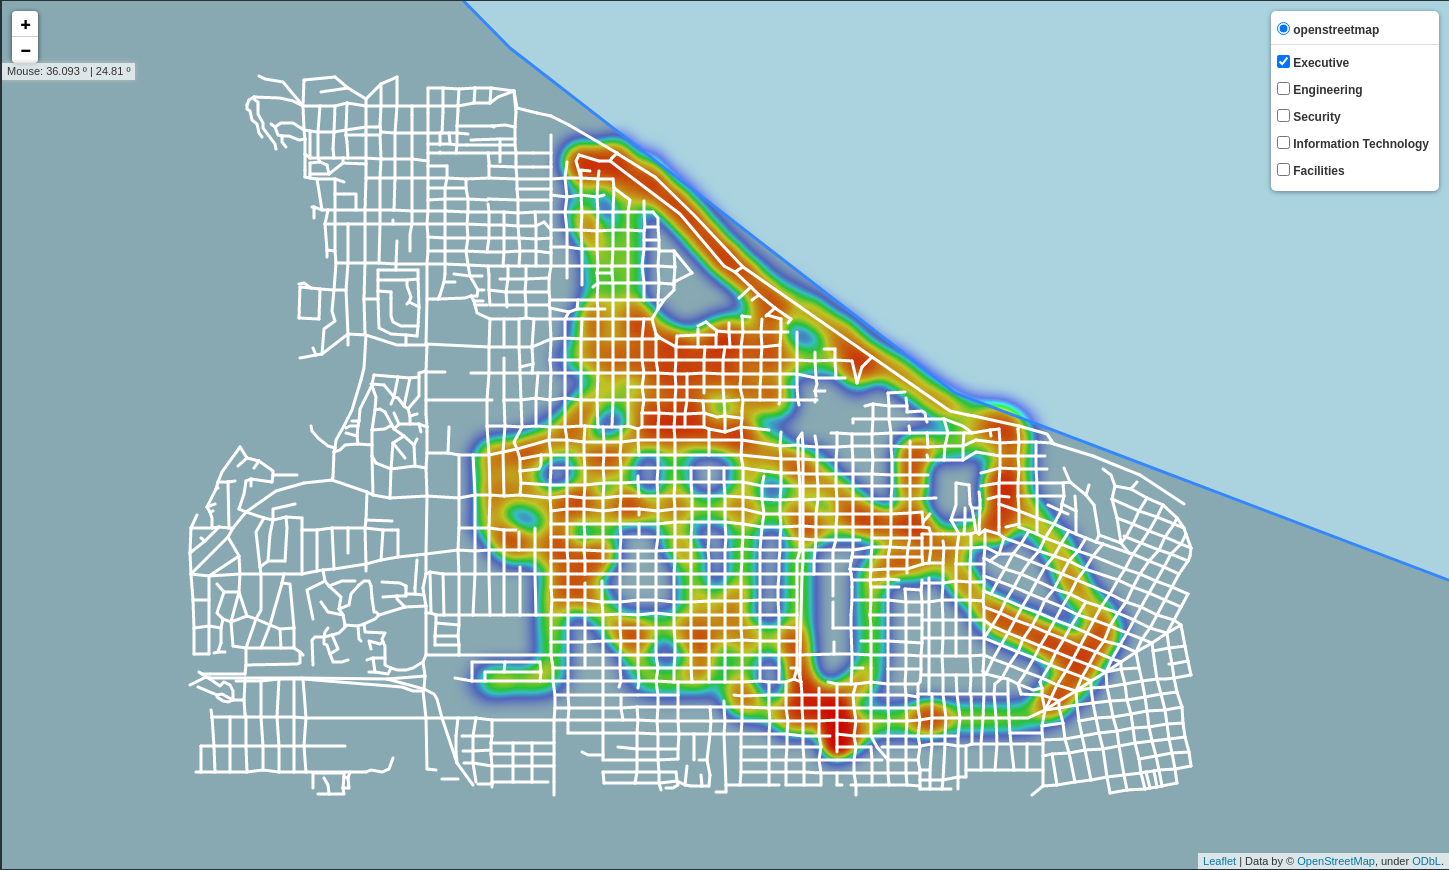 +
−
Mouse: 36.093 º | 24.81 º
openstreetmap
Executive
Engineering
Security
Information Technology
Facilities
Leaflet | Data by © OpenStreetMap, under ODbL.